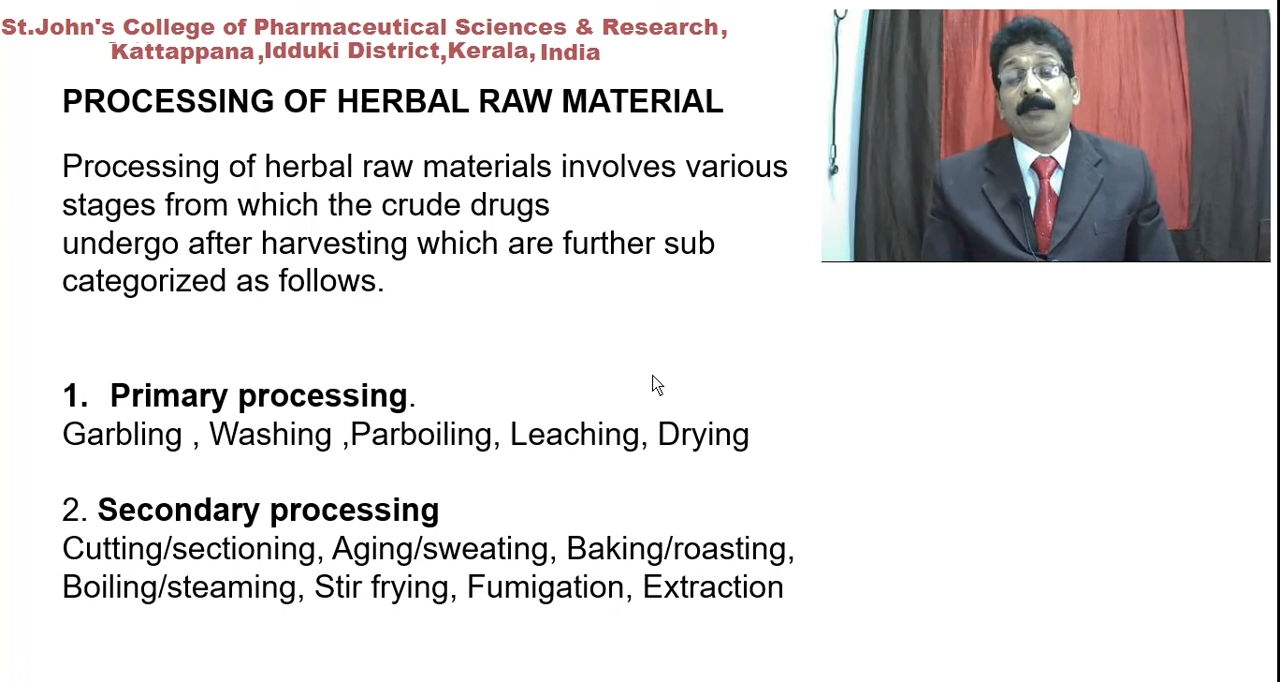 St.John's College of Pharmaceutical Sciences & Research,
Kattappana,Idduki District,Kerala, India
PROCESSING OF HERBAL RAW MATERIAL
Processing of herbal raw materials involves various
stages from which the crude drugs
undergo after harvesting which are further sub
categorized as follows.
1. Primary processing.
Garbling , Washing ,Parboiling, Leaching, Drying
2. Secondary processing
Cutting/sectioning, Aging/sweating, Baking/roasting,
Boiling/steaming, Stir frying, Fumigation, Extraction